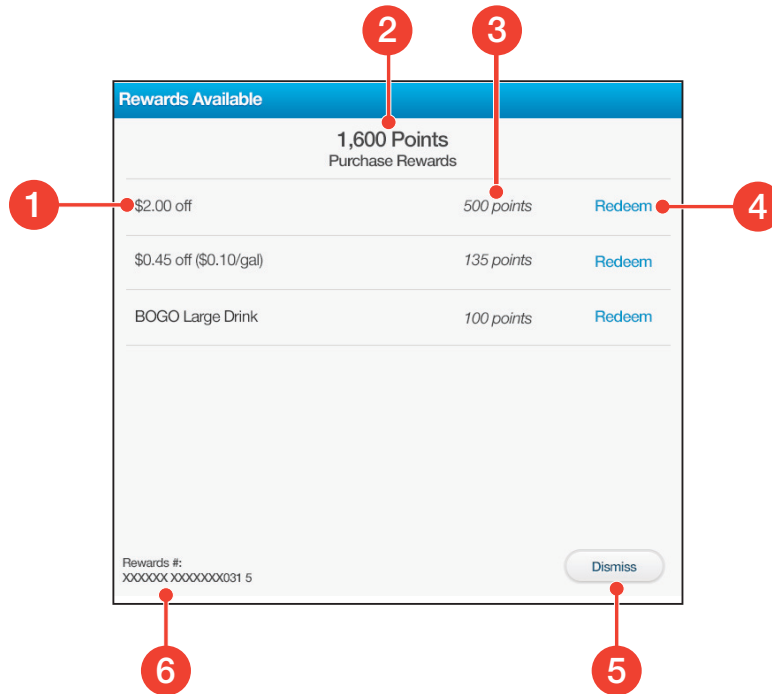 2
3
Rewards Available
1,600 Points
Purchase Rewards
1
$2.00 off 500 points Redeem
4
$0.45 off ($0.10/gal) 135 points Redeem
BOGO Large Drink 100 points Redeem
Rewards #:
XXXXXX XXXXXXX031 5
Dismiss
6
5